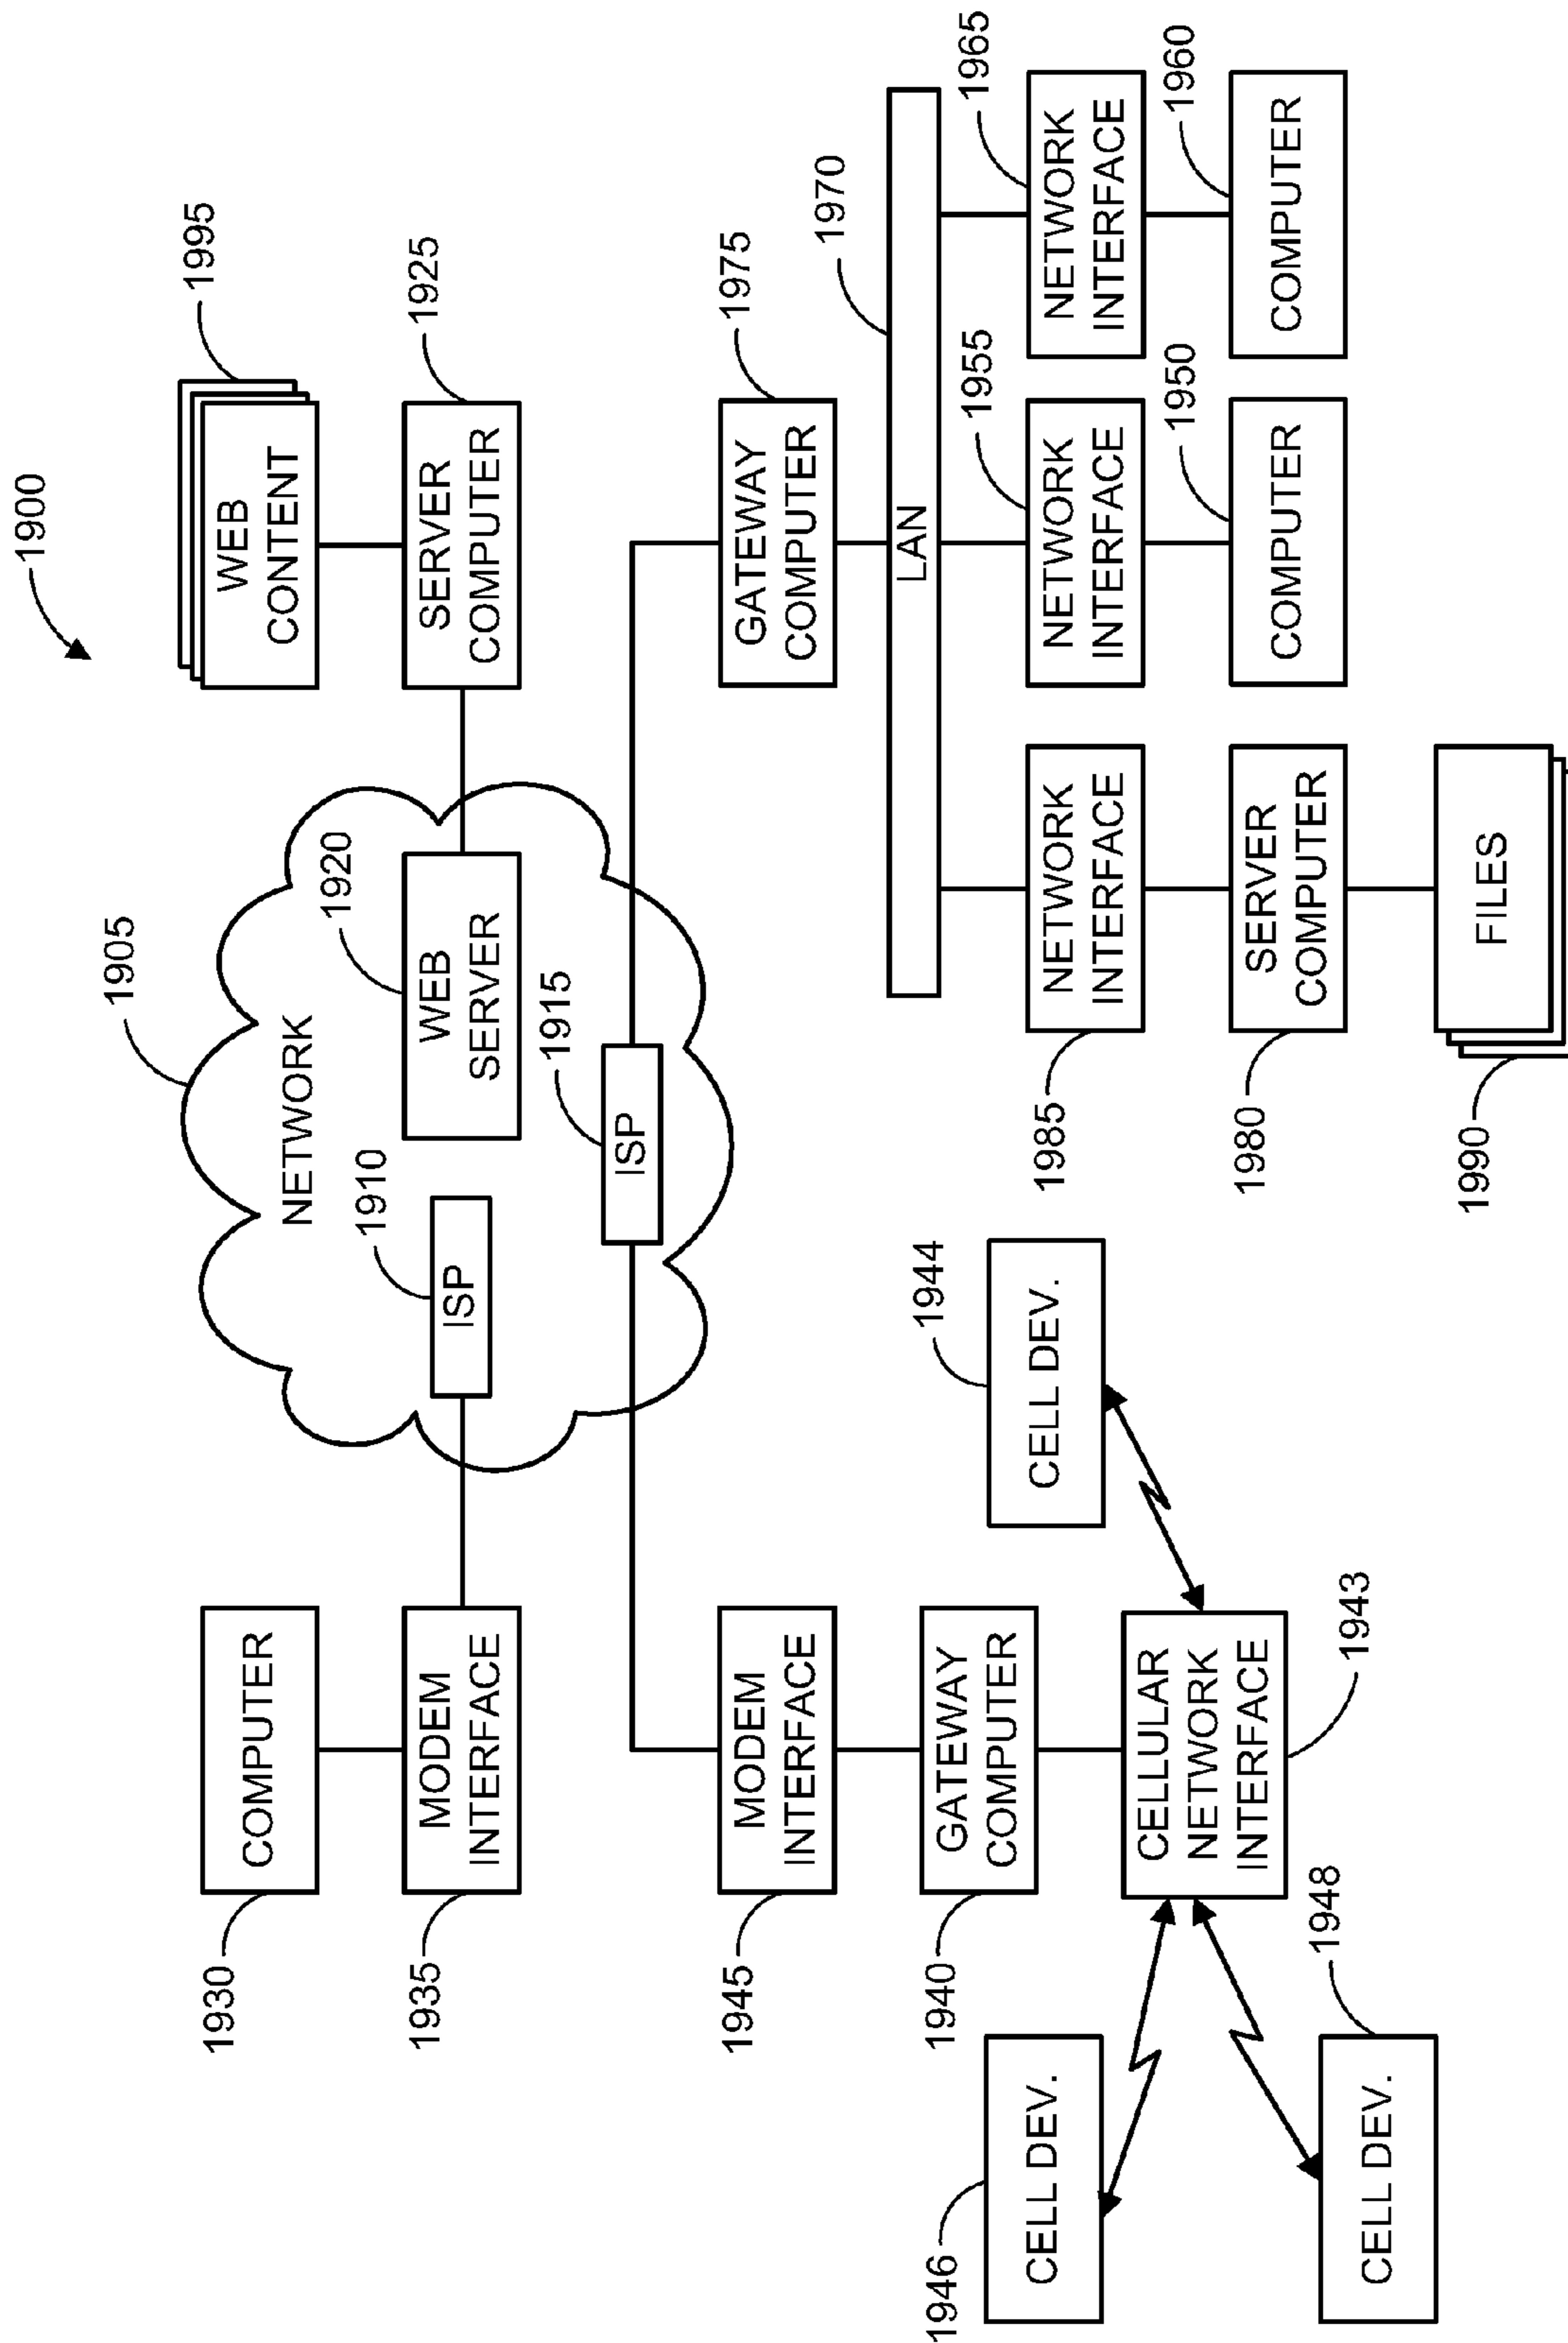 1900
1905
NETWORK
1930
COMPUTER
1935
MODEM
INTERFACE
1910
ISP
1920
WEB
SERVER
1915
ISP
1995
WEB
CONTENT
1925
SERVER
COMPUTER
1945
MODEM
INTERFACE
1940
GATEWAY
COMPUTER
1943
CELLULAR
NETWORK
INTERFACE
1944
CELL DEV.
1946
CELL DEV.
1948
CELL DEV.
1975
GATEWAY
COMPUTER
1970
LAN
1985
NETWORK
INTERFACE
1955
NETWORK
INTERFACE
1965
NETWORK
INTERFACE
1980
SERVER
COMPUTER
1950
COMPUTER
1960
COMPUTER
1990
FILES